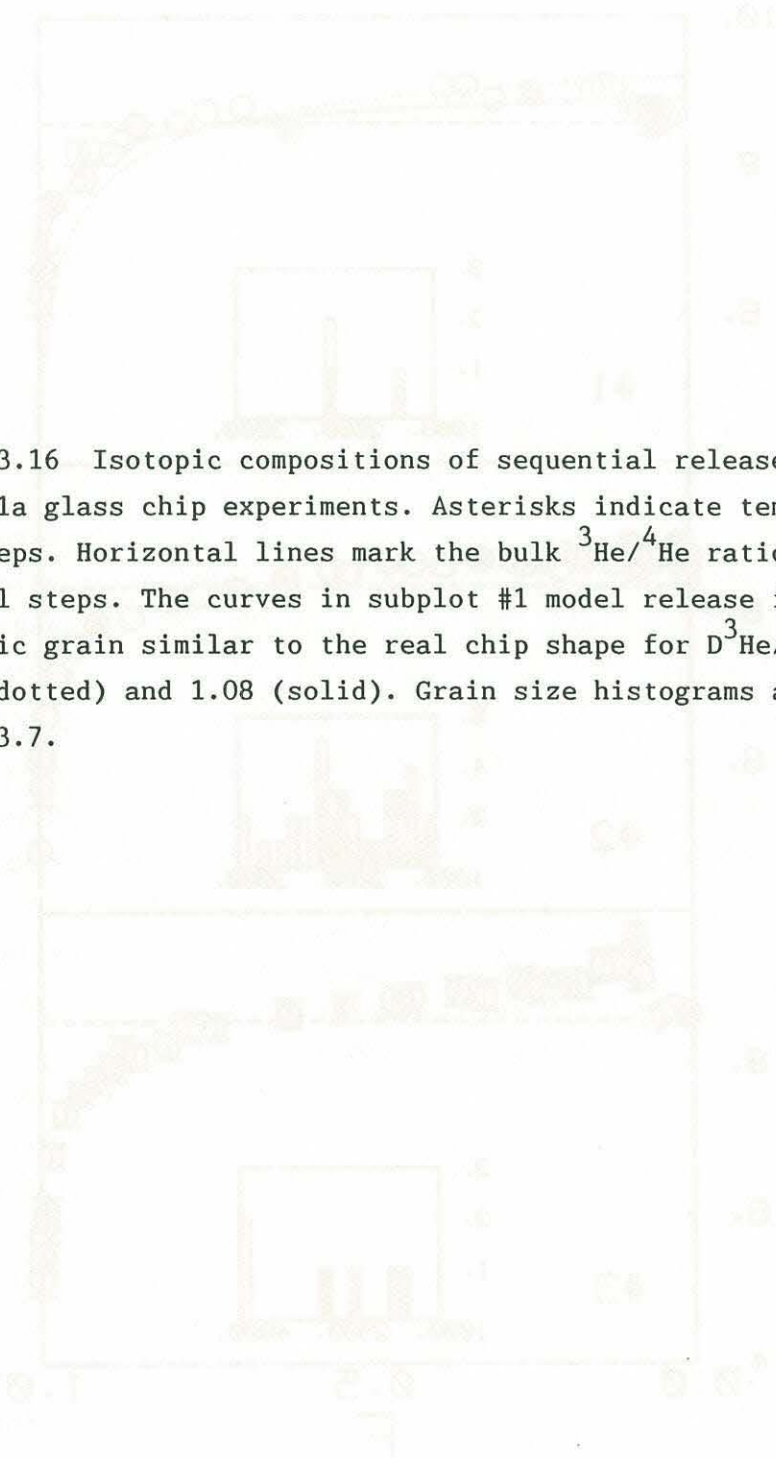 3.16 Isotopic compositions of sequential release
1a glass chip experiments. Asterisks indicate
eps. Horizontal lines mark the bulk ³He/⁴He ratio
l steps. The curves in subplot #1 model release
ic grain similar to the real chip shape for D³He/
dotted) and 1.08 (solid). Grain size histograms
3.7.